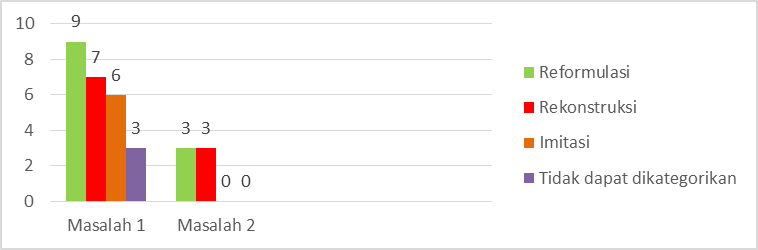 10
8
6
4
2
0
9
7
6
3
3
3
0
0
Masalah 1
Masalah 2
Reformulasi
Rekonstruksi
Imitasi
Tidak dapat dikategorikan